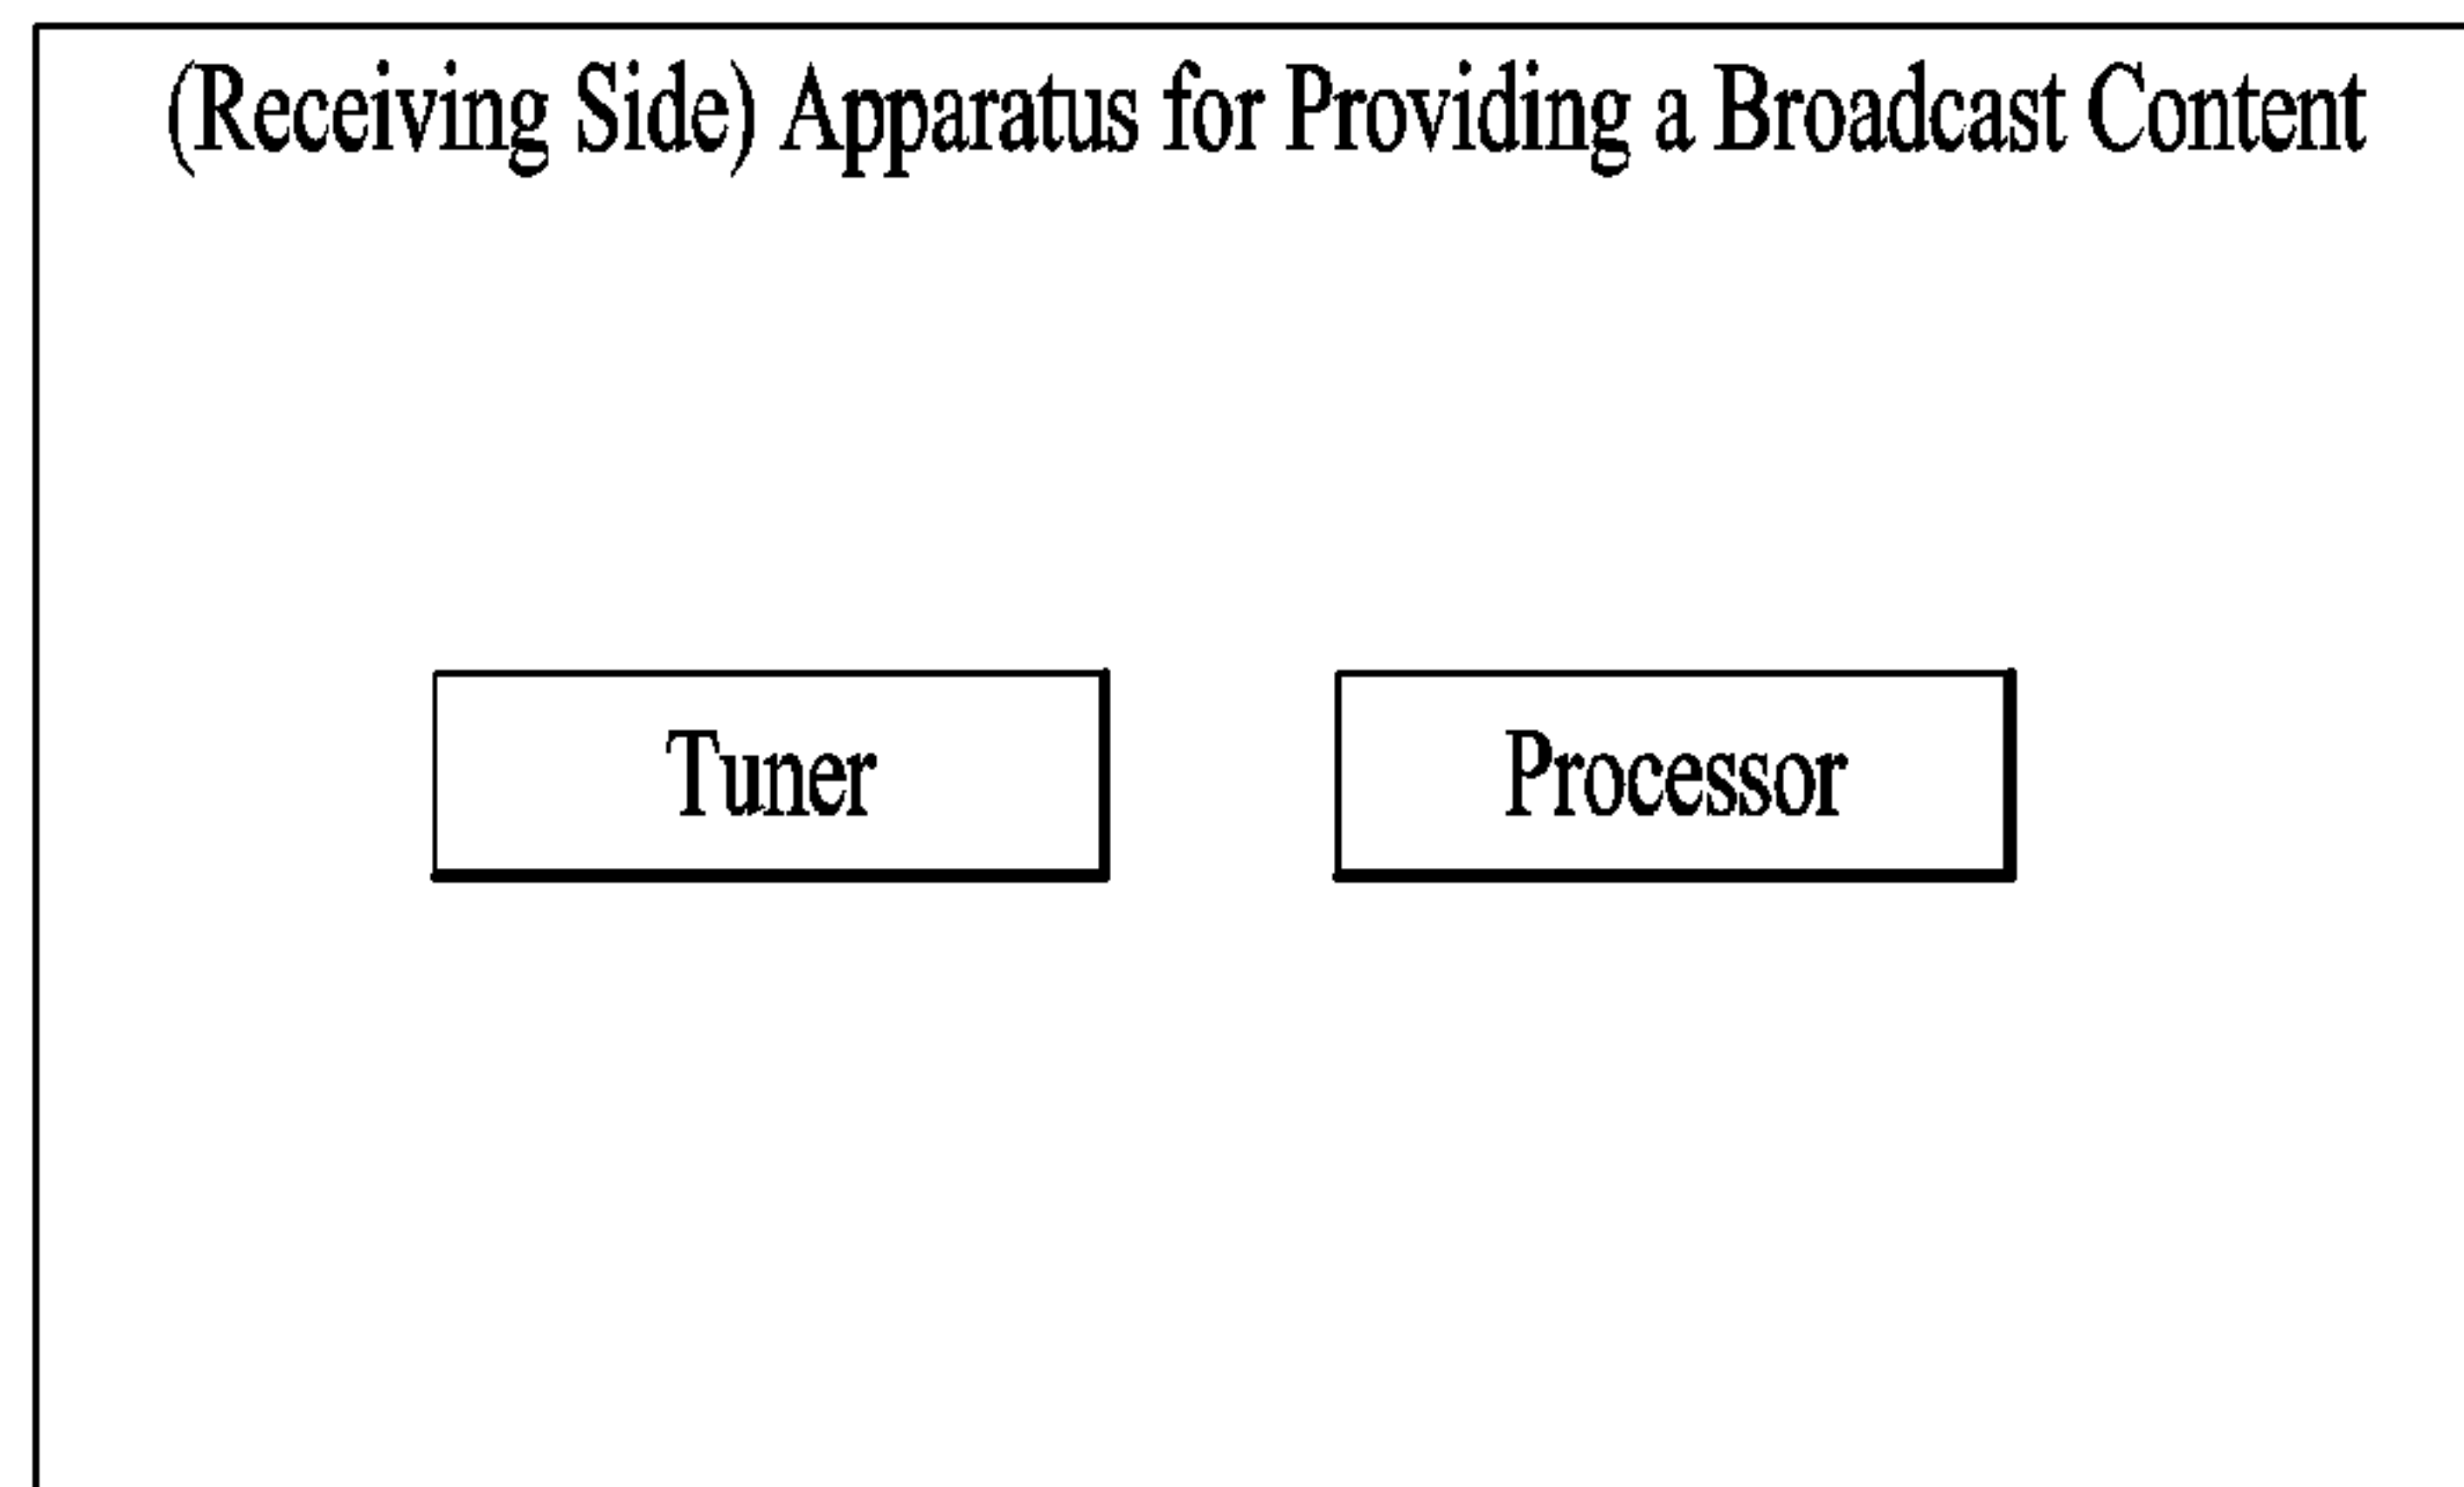 (Receiving Side) Apparatus for Providing a Broadcast Content
Tuner
Processor